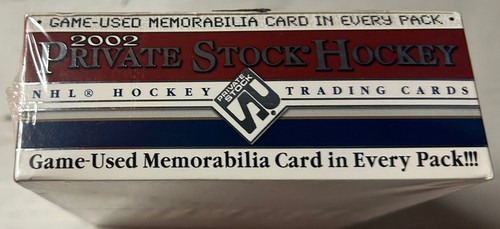 • GAME-USED MEMORABILIA CARD IN EVERY PACK •
2002
PRIVATE STOCK HOCKEY
NHL® HOCKEY TRADING CARDS
PRIVATE
STOCK
Game-Used Memorabilia Card in Every Pack!!!